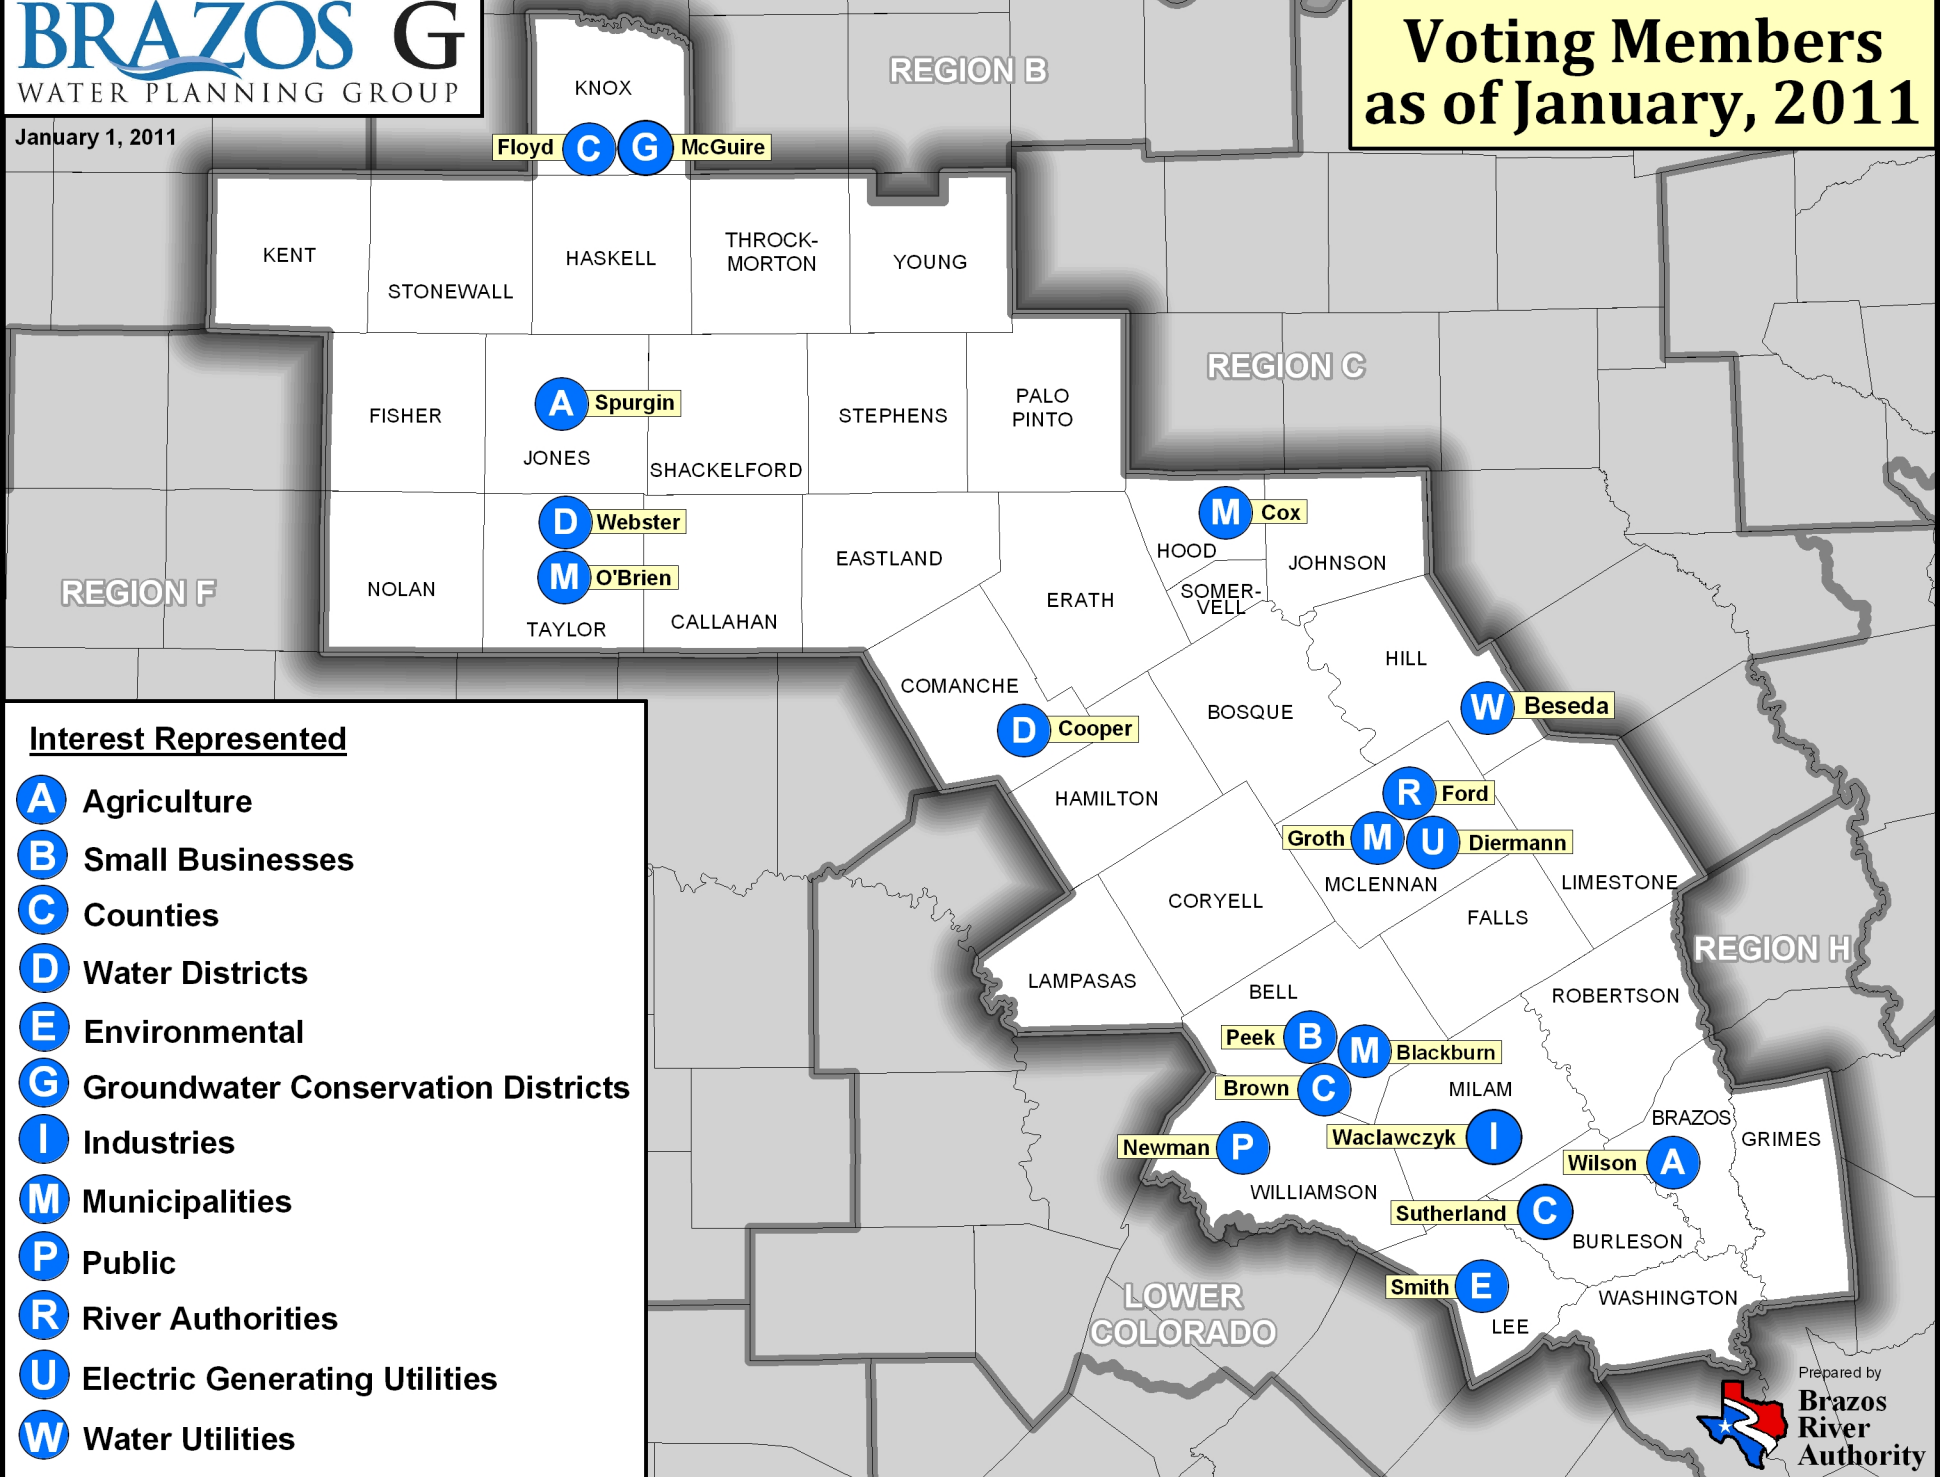 BRAZOS G
WATER PLANNING GROUP
January 1, 2011
Voting Members
as of January, 2011
REGION B
KNOX
Floyd C G McGuire
KENT
STONEWALL
HASKELL
THROCK-
MORTON
YOUNG
REGION C
FISHER
A Spurgin
JONES
SHACKELFORD
STEPHENS
PALO
PINTO
REGION F
NOLAN
D Webster
M O'Brien
TAYLOR
CALLAHAN
EASTLAND
ERATH
M Cox
HOOD
JOHNSON
SOMER-
VELL
COMANCHE
D Cooper
HILL
BOSQUE
W Beseda
HAMILTON
R Ford
Groth M U Diermann
MCLENNAN
LIMESTONE
CORYELL
FALLS
REGION H
LAMPASAS
BELL
ROBERTSON
Peek B M Blackburn
Brown C
MILAM
BRAZOS
GRIMES
Newman P
Waclawczyk I
Wilson A
WILLIAMSON
Sutherland C
BURLESON
Smith E
WASHINGTON
LEE
LOWER
COLORADO
Interest Represented
A Agriculture
B Small Businesses
C Counties
D Water Districts
E Environmental
G Groundwater Conservation Districts
I Industries
M Municipalities
P Public
R River Authorities
U Electric Generating Utilities
W Water Utilities
Prepared by
Brazos
River
Authority